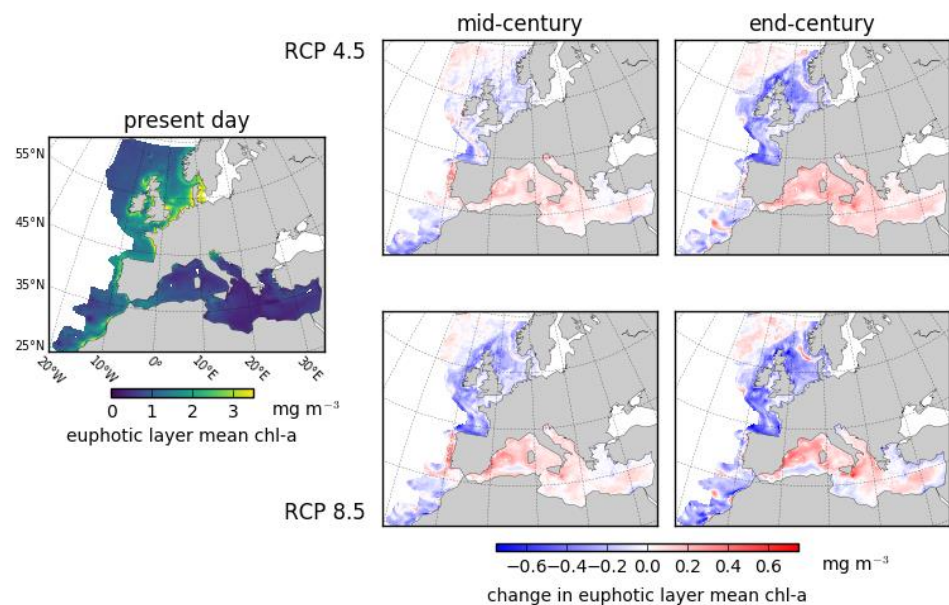 mid-century
end-century
RCP 4.5
present day
55°N
45°N
35°N
25°N
20°W
10°W
0°
10°E
20°E
30°E
0 1 2 3
mg m⁻³
euphotic layer mean chl-a
RCP 8.5
−0.6−0.4−0.2 0.0 0.2 0.4 0.6
mg m⁻³
change in euphotic layer mean chl-a